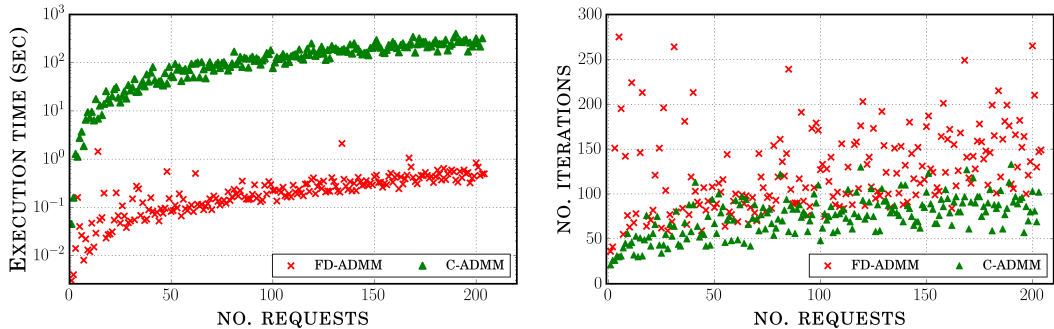 EXECUTION TIME (SEC)
10^3
10^2
10^1
10^0
10^-1
10^-2
0 50 100 150 200
NO. REQUESTS
FD-ADMM C-ADMM
NO. ITERATIONS
300
250
200
150
100
50
0
0 50 100 150 200
NO. REQUESTS
FD-ADMM C-ADMM